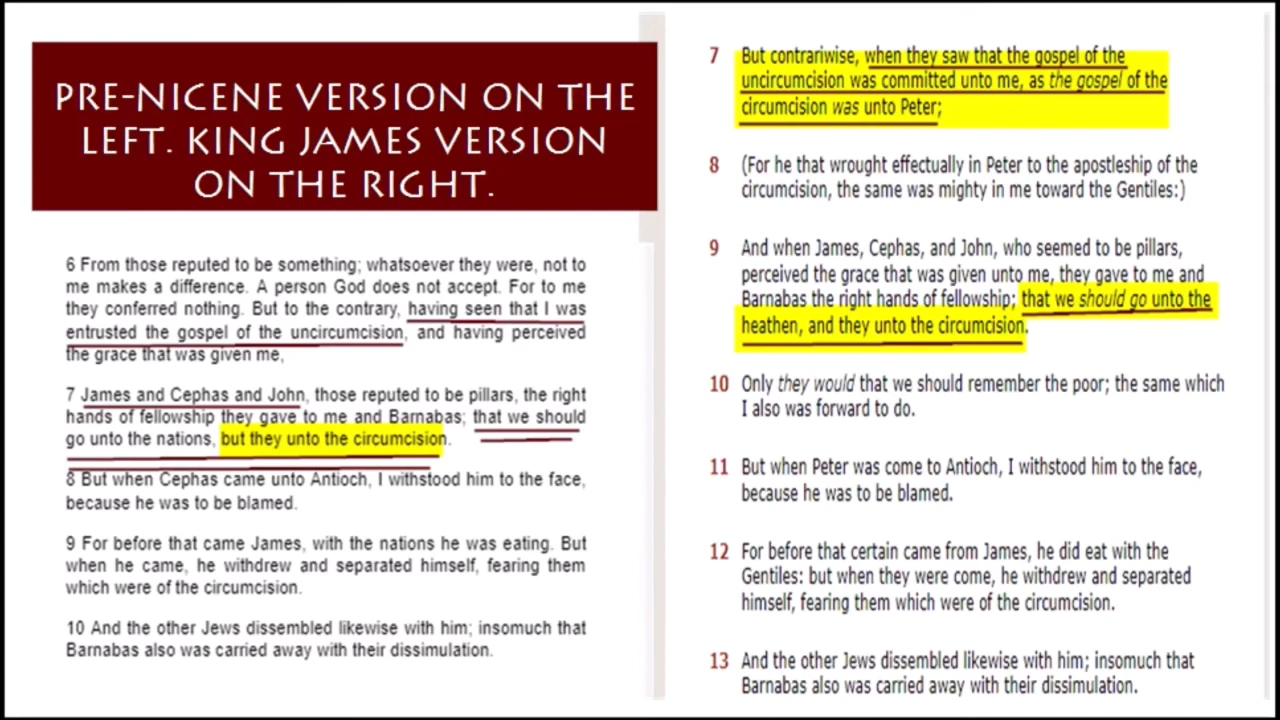 PRE-NICENE VERSION ON THE
LEFT. KING JAMES VERSION
ON THE RIGHT.
6 From those reputed to be something; whatsoever they were, not to
me makes a difference. A person God does not accept. For to me
they conferred nothing. But to the contrary, having seen that I was
entrusted the gospel of the uncircumcision, and having perceived
the grace that was given me,
7 James and Cephas and John, those reputed to be pillars, the right
hands of fellowship they gave to me and Barnabas; that we should
go unto the nations, but they unto the circumcision.
8 But when Cephas came unto Antioch, I withstood him to the face,
because he was to be blamed.
9 For before that came James, with the nations he was eating. But
when he came, he withdrew and separated himself, fearing them
which were of the circumcision.
10 And the other Jews dissembled likewise with him; insomuch that
Barnabas also was carried away with their dissimulation.
7 But contrariwise, when they saw that the gospel of the
uncircumcision was committed unto me, as the gospel of the
circumcision was unto Peter;
8 (For he that wrought effectually in Peter to the apostleship of the
circumcision, the same was mighty in me toward the Gentiles:)
9 And when James, Cephas, and John, who seemed to be pillars,
perceived the grace that was given unto me, they gave to me and
Barnabas the right hands of fellowship; that we should go unto the
heathen, and they unto the circumcision.
10 Only they would that we should remember the poor; the same which
I also was forward to do.
11 But when Peter was come to Antioch, I withstood him to the face,
because he was to be blamed.
12 For before that certain came from James, he did eat with the
Gentiles: but when they were come, he withdrew and separated
himself, fearing them which were of the circumcision.
13 And the other Jews dissembled likewise with him; insomuch that
Barnabas also was carried away with their dissimulation.